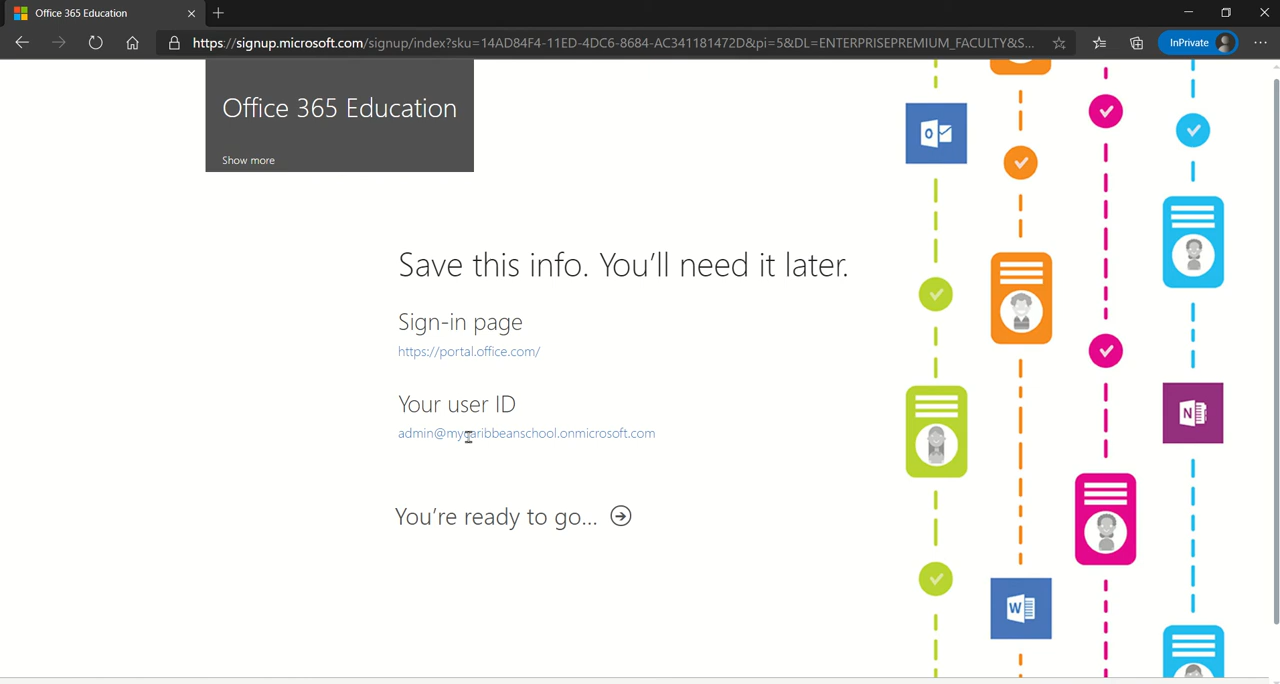 Office 365 Education
https://signup.microsoft.com/signup/index?sku=14AD84F4-11ED-4DC6-8684-AC341181472D&pi=5&DL=ENTERPRISEPREMIUM_FACULTY&S...
InPrivate
Office 365 Education
Show more
Save this info. You'll need it later.
Sign-in page
https://portal.office.com/
Your user ID
admin@mycaribbeanschool.onmicrosoft.com
You're ready to go...
O
N
W